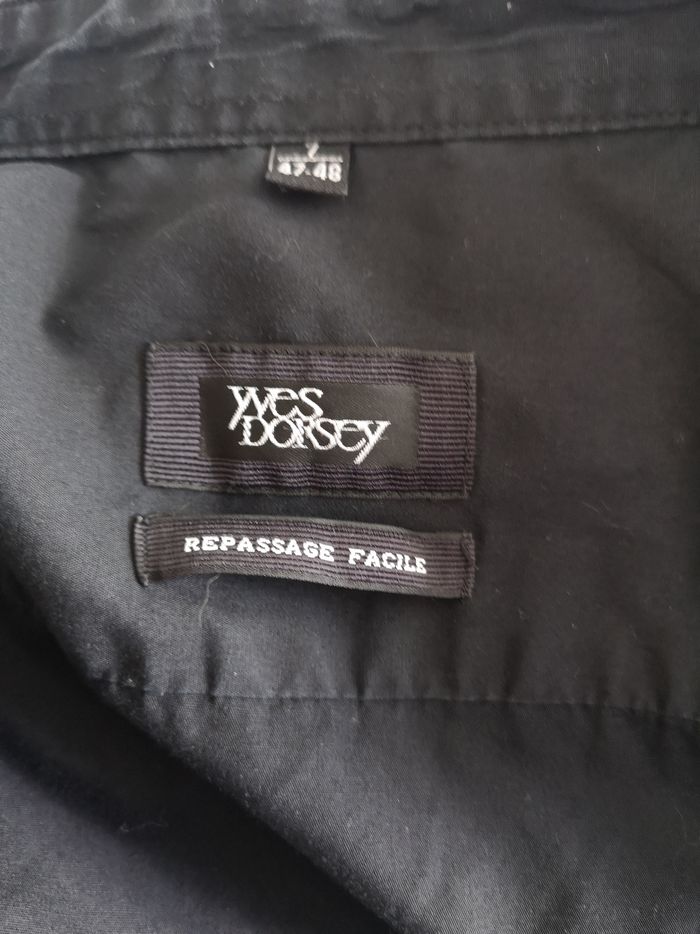 47-48
YVES
DORSEY
REPASSAGE FACILE